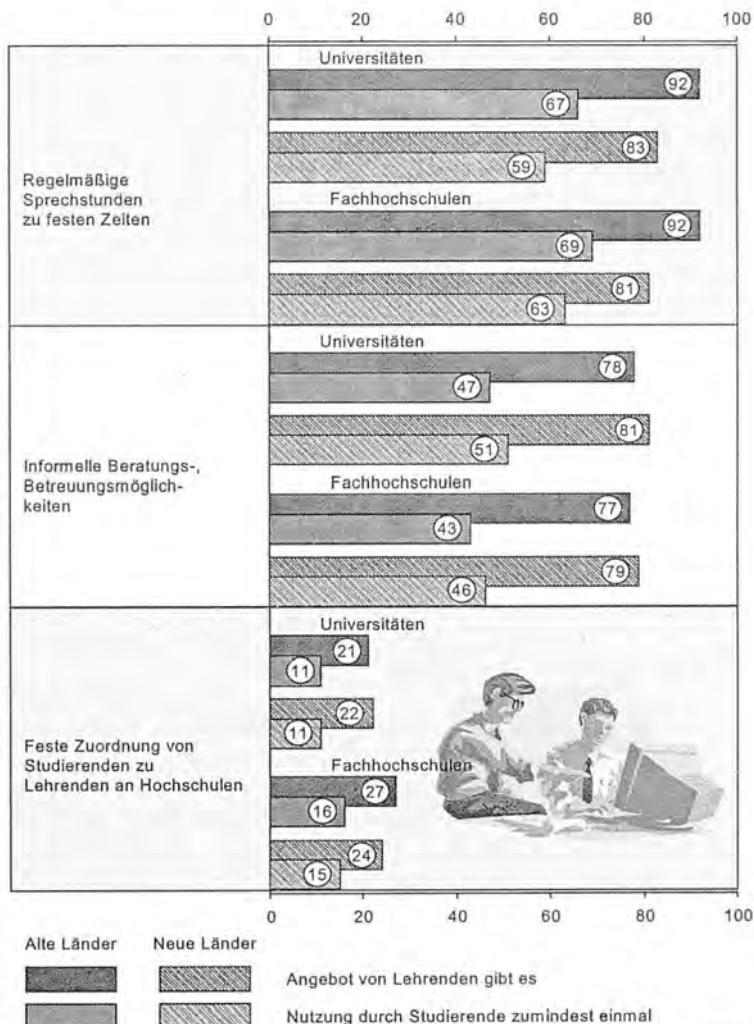 0 20 40 60 80 100
Universitäten
92
67
83
59
Regelmäßige
Sprechstunden
zu festen Zeiten
Fachhochschulen
92
69
81
63
Universitäten
78
47
81
51
Informelle Beratungs-,
Betreuungsmöglich-
keiten
Fachhochschulen
77
43
79
46
Universitäten
21
11
22
11
Feste Zuordnung von
Studierenden zu
Lehrenden an Hochschulen
Fachhochschulen
27
16
24
15
0 20 40 60 80 100
Alte Länder Neue Länder
Angebot von Lehrenden gibt es
Nutzung durch Studierende zumindest einmal